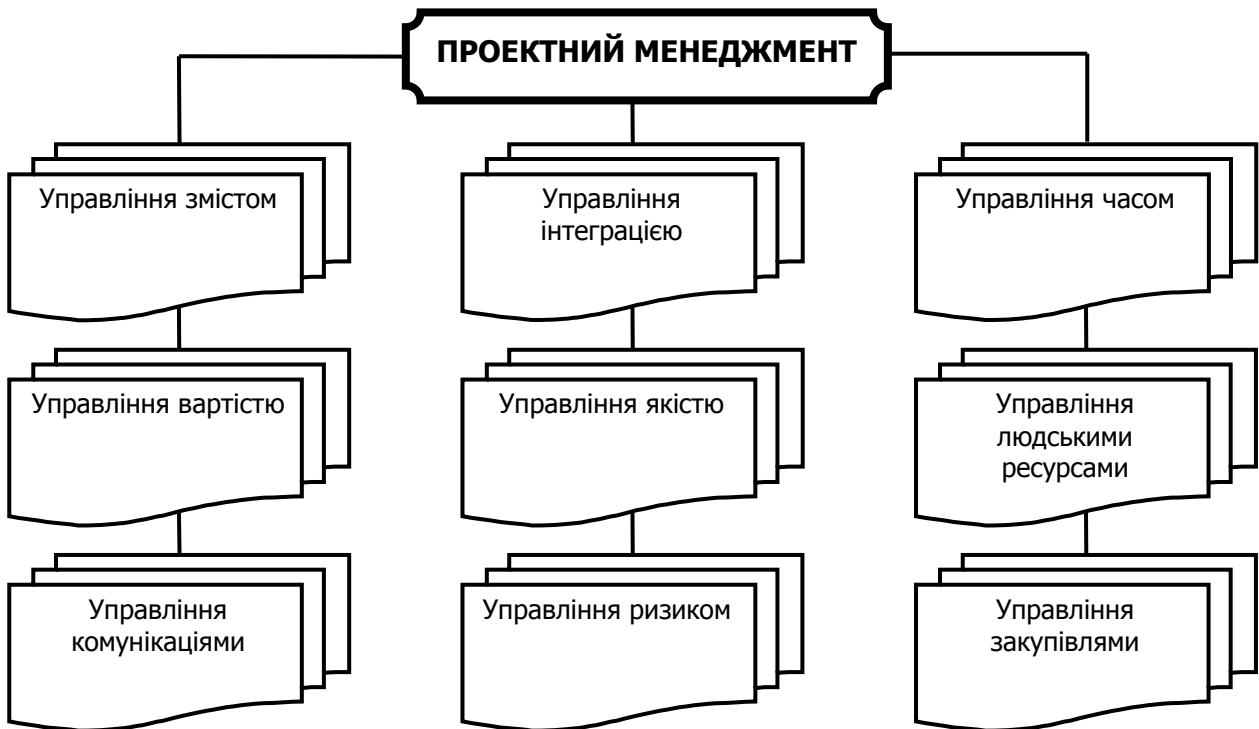 ПРОЕКТНИЙ МЕНЕДЖМЕНТ
Управління змістом
Управління
інтеграцією
Управління часом
Управління вартістю
Управління якістю
Управління
людськими
ресурсами
Управління
комунікаціями
Управління ризиком
Управління
закупівлями